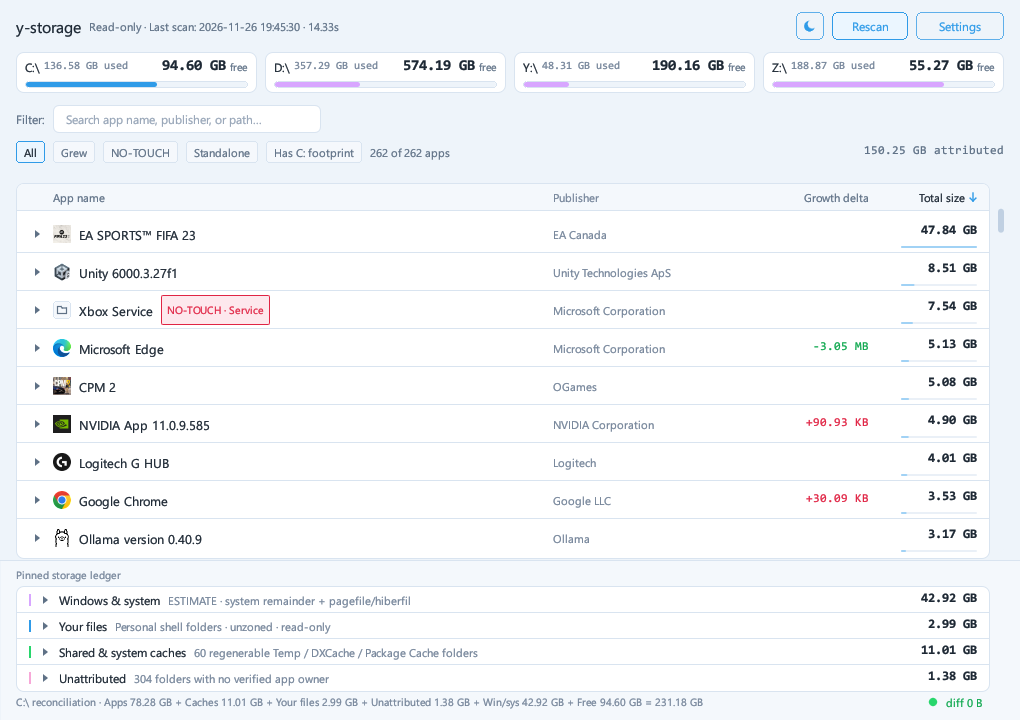 y-storage Read-only · Last scan: 2026-11-26 19:45:30 · 14.33s Rescan Settings
C:\ 136.58 GB used 94.60 GB free D:\ 357.29 GB used 574.19 GB free Y:\ 48.31 GB used 190.16 GB free Z:\ 188.87 GB used 55.27 GB free
Filter: Search app name, publisher, or path...
All Grew NO-TOUCH Standalone Has C: footprint 262 of 262 apps 150.25 GB attributed
App name Publisher Growth delta Total size ↓
EA SPORTS™ FIFA 23 EA Canada 47.84 GB
Unity 6000.3.27f1 Unity Technologies ApS 8.51 GB
Xbox Service NO-TOUCH · Service Microsoft Corporation 7.54 GB
Microsoft Edge Microsoft Corporation -3.05 MB 5.13 GB
CPM 2 OGames 5.08 GB
NVIDIA App 11.0.9.585 NVIDIA Corporation +90.93 KB 4.90 GB
Logitech G HUB Logitech 4.01 GB
Google Chrome Google LLC +30.09 KB 3.53 GB
Ollama version 0.40.9 Ollama 3.17 GB
Pinned storage ledger
Windows & system ESTIMATE · system remainder + pagefile/hiberfil 42.92 GB
Your files Personal shell folders · unzoned · read-only 2.99 GB
Shared & system caches 60 regenerable Temp / DXCache / Package Cache folders 11.01 GB
Unattributed 304 folders with no verified app owner 1.38 GB
C:\ reconciliation · Apps 78.28 GB + Caches 11.01 GB + Your files 2.99 GB + Unattributed 1.38 GB + Win/sys 42.92 GB + Free 94.60 GB = 231.18 GB diff 0 B